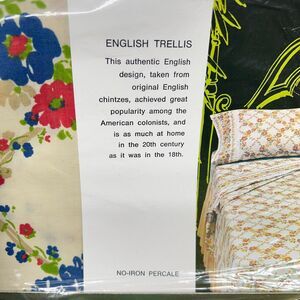 ENGLISH TRELLIS
This authentic English
design, taken from
original English
chintzes, achieved great
popularity among the
American colonists, and
is as much at home
in the 20th century
as it was in the 18th.
NO-IRON PERCALE